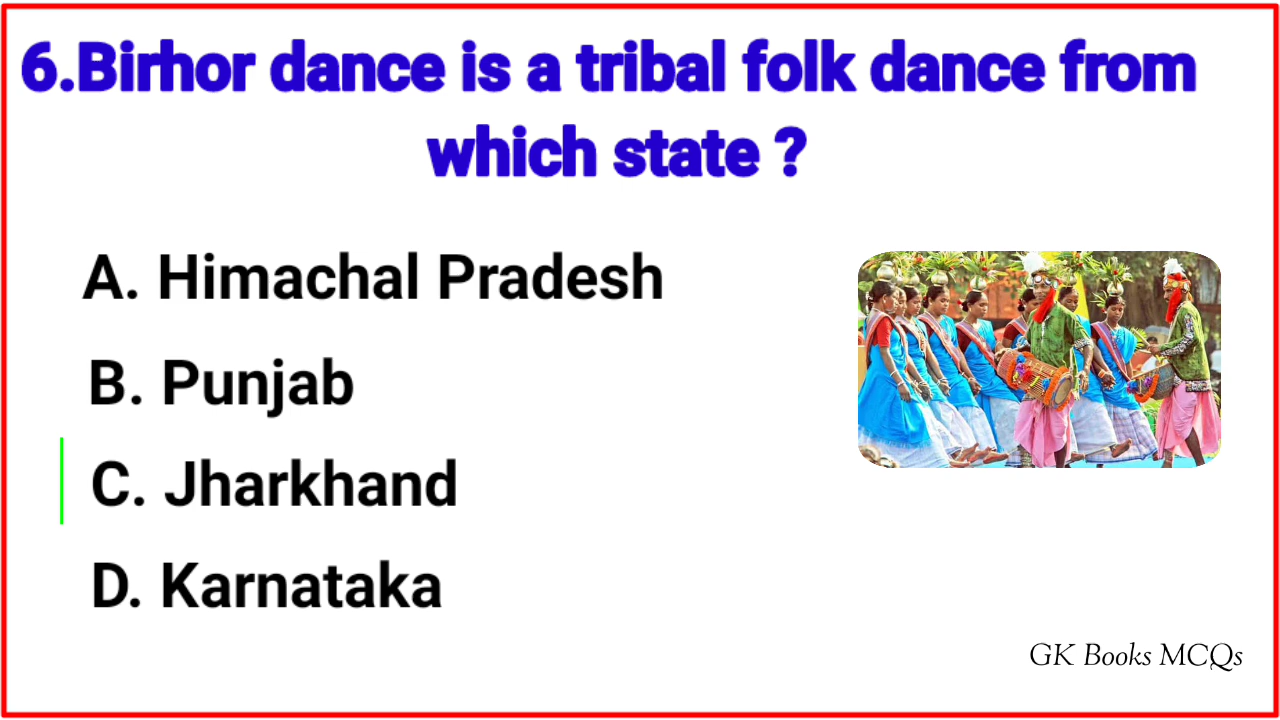 6.Birhor dance is a tribal folk dance from
which state ?
A. Himachal Pradesh
B. Punjab
C. Jharkhand
D. Karnataka
GK Books MCQs